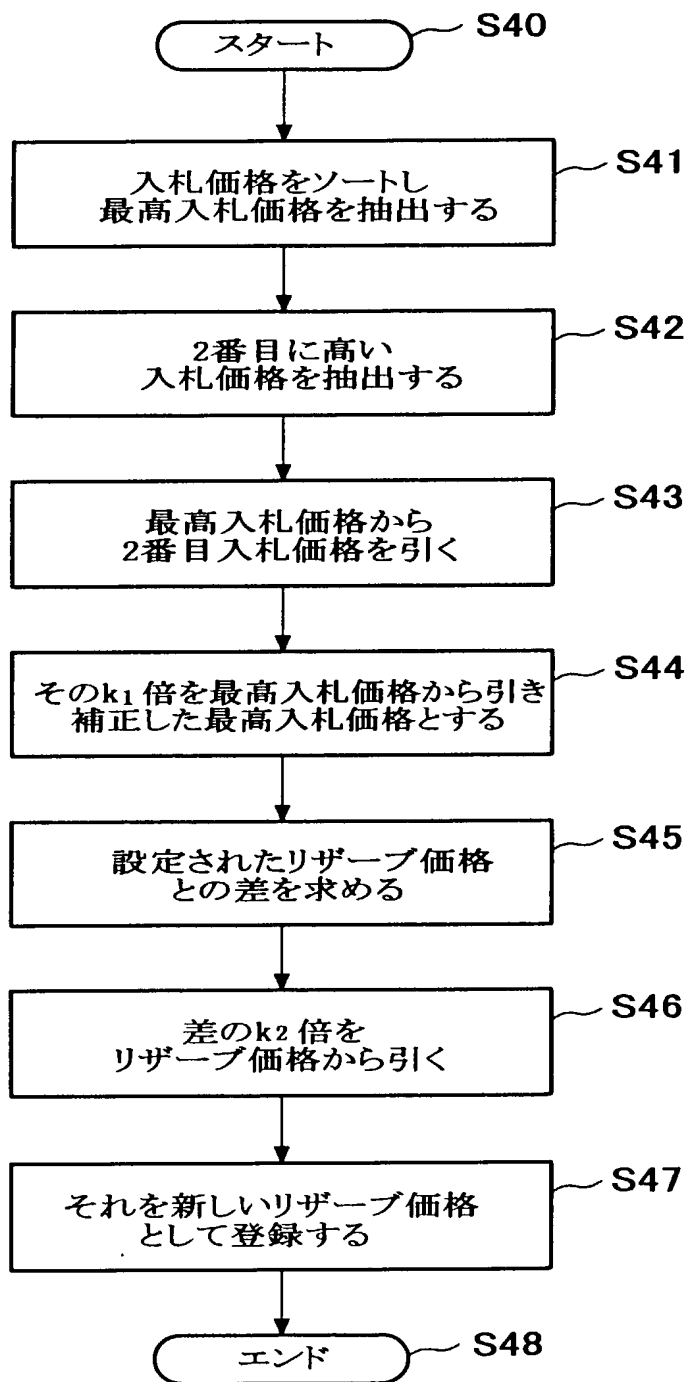 スタート
S40
入札価格をソートし
最高入札価格を抽出する
S41
2番目に高い
入札価格を抽出する
S42
最高入札価格から
2番目入札価格を引く
S43
そのk₁倍を最高入札価格から引き
補正した最高入札価格とする
S44
設定されたリザーブ価格
との差を求める
S45
差のk₂倍を
リザーブ価格から引く
S46
それを新しいリザーブ価格
として登録する
S47
エンド
S48